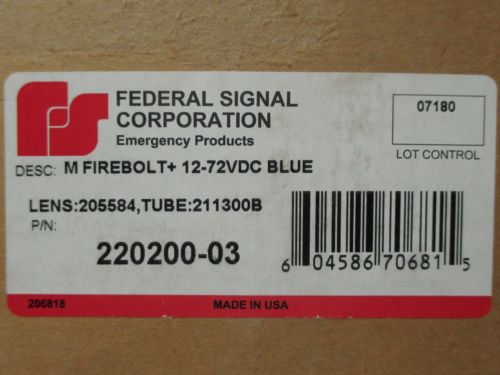 FEDERAL SIGNAL
CORPORATION
Emergency Products
07180
LOT CONTROL
DESC: M FIREBOLT+ 12-72VDC BLUE
LENS:205584,TUBE:211300B
P/N:
220200-03
6 04586 70681 5
206818
MADE IN USA